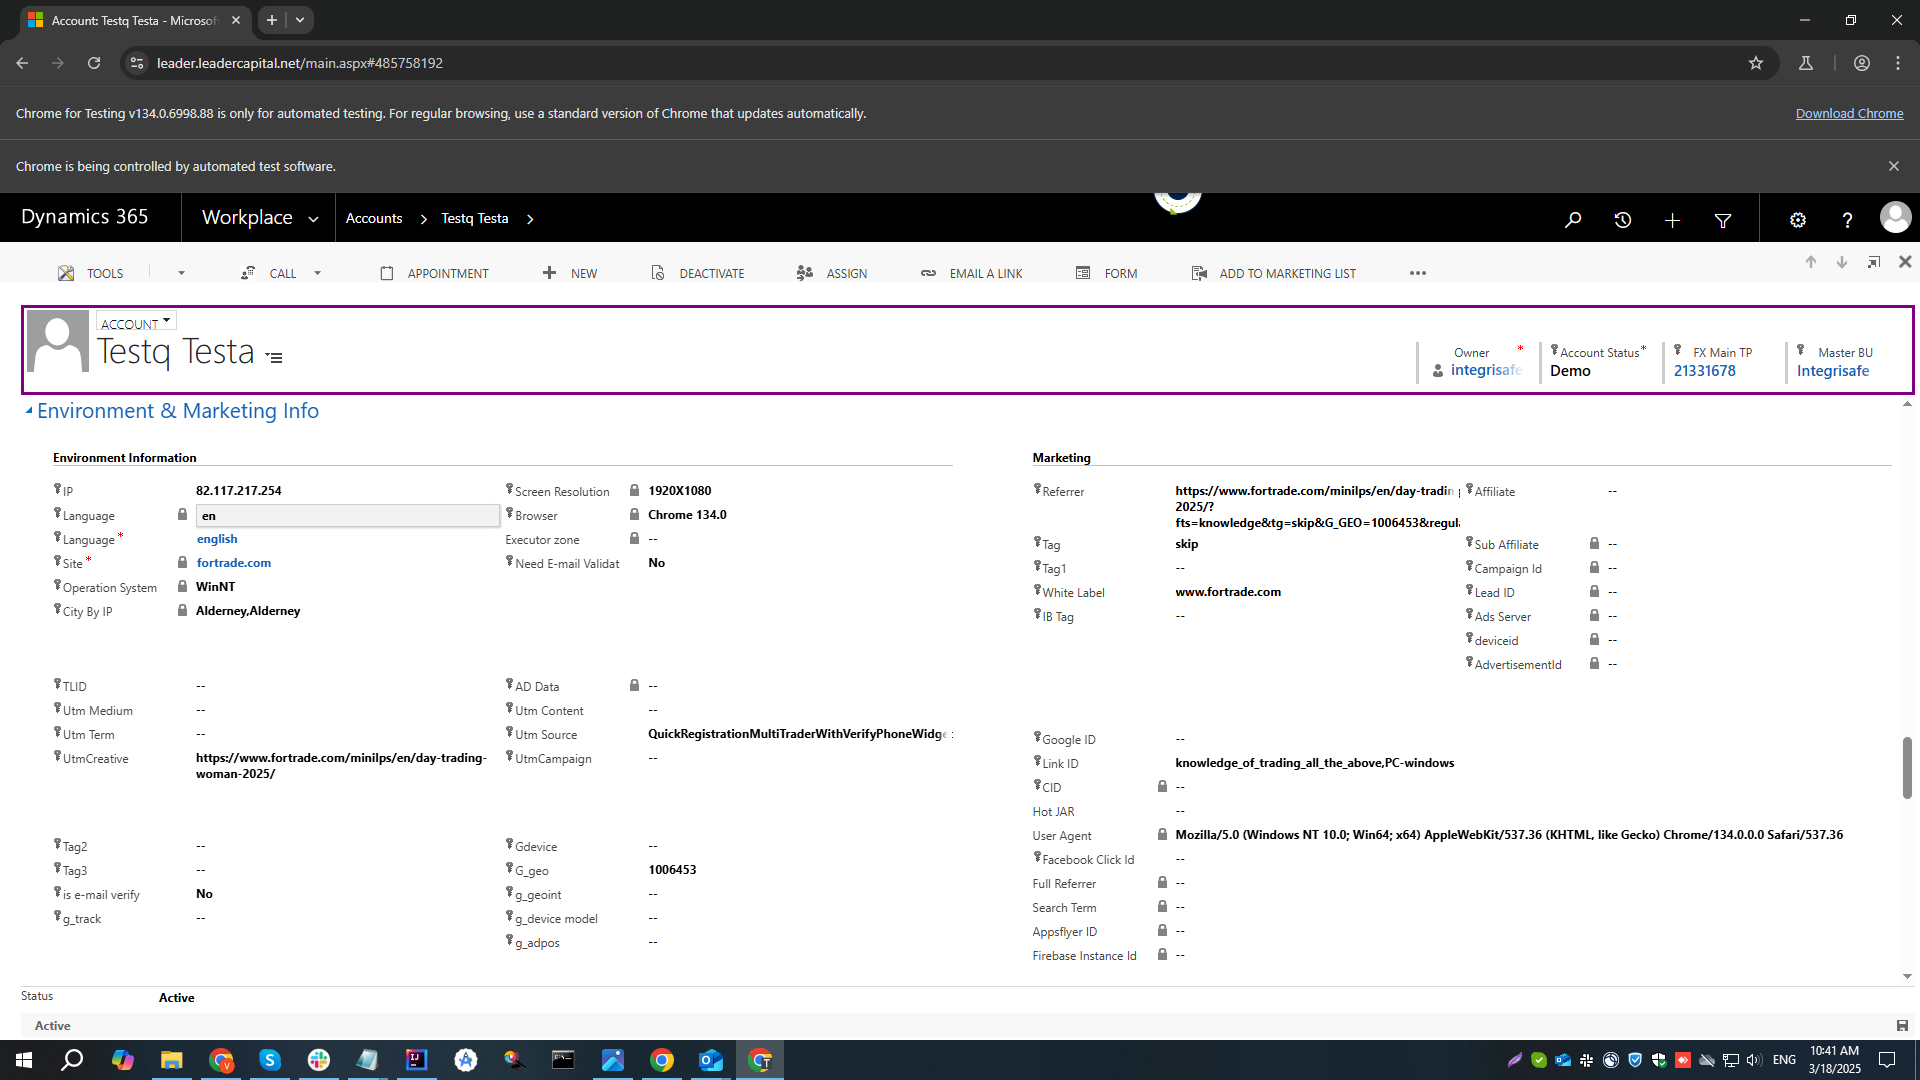 Account: Testq Testa - Microsof
leader.leadercapital.net/main.aspx#485758192
Chrome for Testing v134.0.6998.88 is only for automated testing. For regular browsing, use a standard version of Chrome that updates automatically.
Download Chrome
Chrome is being controlled by automated test software.
Dynamics 365
Workplace
Accounts
Testq Testa
TOOLS
CALL
APPOINTMENT
NEW
DEACTIVATE
ASSIGN
EMAIL A LINK
FORM
ADD TO MARKETING LIST
ACCOUNT
Testq Testa
Owner *
integrisafe
Account Status*
Demo
FX Main TP
21331678
Master BU
Integrisafe
Environment & Marketing Info
Environment Information
IP 82.117.217.254
Language en
Language* english
Site* fortrade.com
Operation System WinNT
City By IP Alderney,Alderney
Screen Resolution 1920X1080
Browser Chrome 134.0
Executor zone --
Need E-mail Validat No
TLID --
Utm Medium --
Utm Term --
UtmCreative https://www.fortrade.com/minilps/en/day-trading-
woman-2025/
AD Data --
Utm Content --
Utm Source QuickRegistrationMultiTraderWithVerifyPhoneWidge
UtmCampaign --
Tag2 --
Tag3 --
is e-mail verify No
g_track --
Gdevice --
G_geo 1006453
g_geoint --
g_device model --
g_adpos --
Marketing
Referrer https://www.fortrade.com/minilps/en/day-tradin
2025/?
fts=knowledge&tg=skip&G_GEO=1006453&regul
Tag skip
Tag1 --
White Label www.fortrade.com
IB Tag --
Affiliate --
Sub Affiliate --
Campaign Id --
Lead ID --
Ads Server --
deviceid --
AdvertisementId --
Google ID --
Link ID knowledge_of_trading_all_the_above,PC-windows
CID --
Hot JAR --
User Agent Mozilla/5.0 (Windows NT 10.0; Win64; x64) AppleWebKit/537.36 (KHTML, like Gecko) Chrome/134.0.0.0 Safari/537.36
Facebook Click Id --
Full Referrer --
Search Term --
Appsflyer ID --
Firebase Instance Id --
Status Active
Active
ENG
10:41 AM
3/18/2025